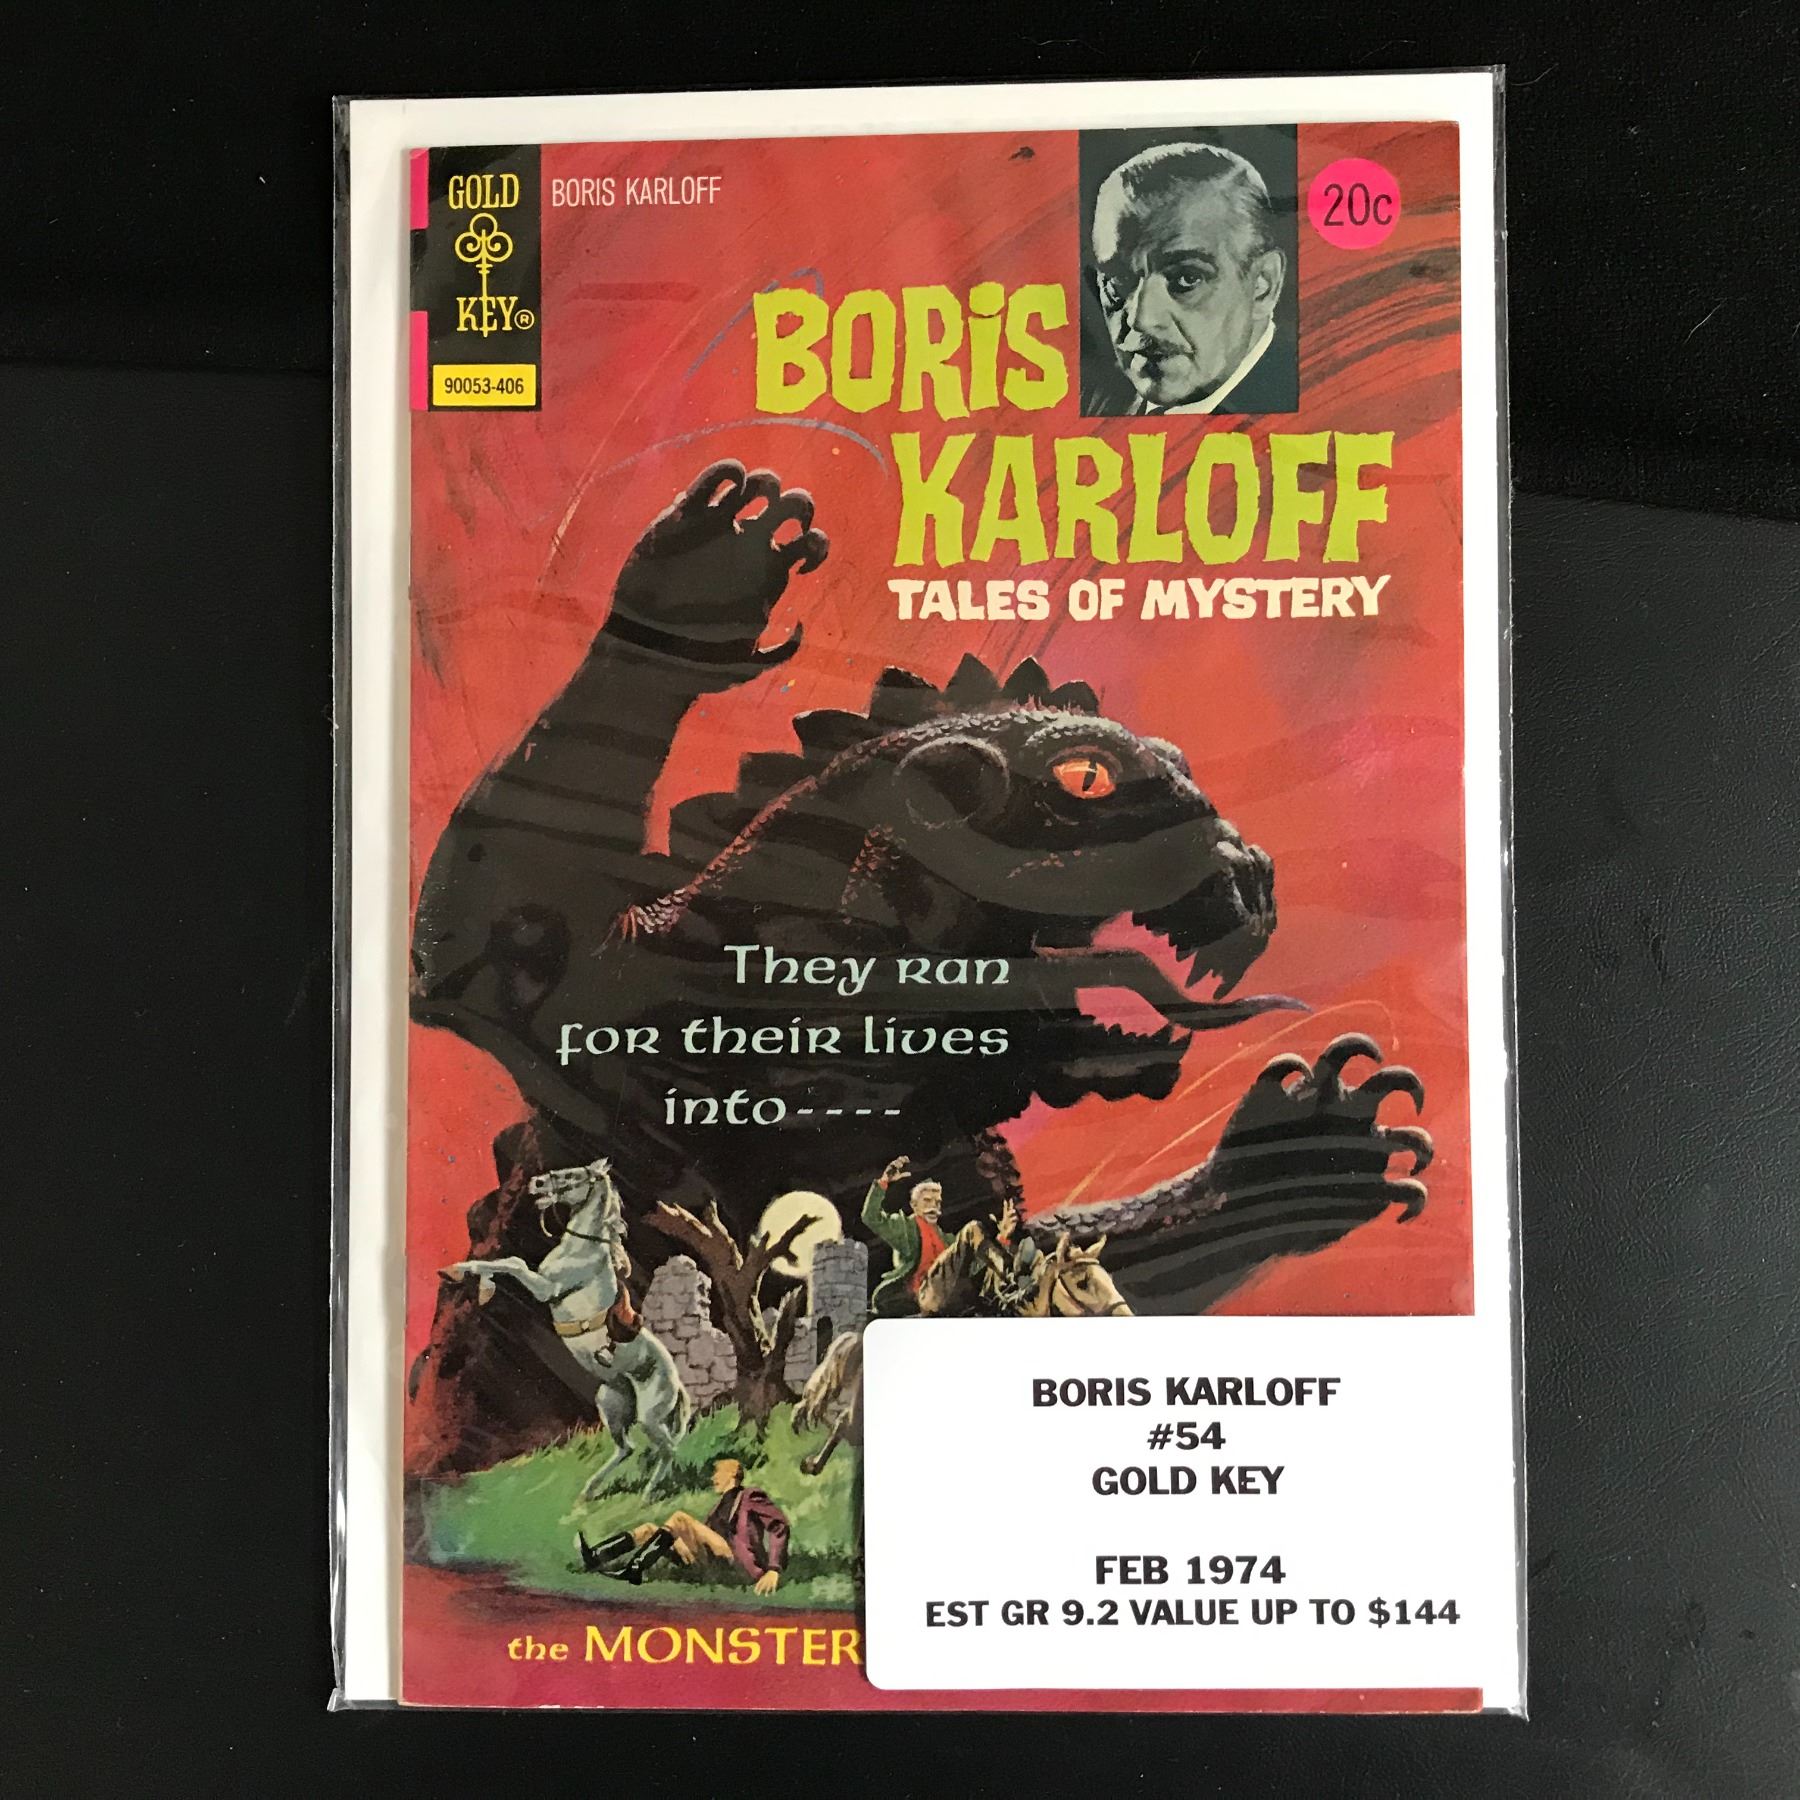 GOLD
KEY®
BORIS KARLOFF
20c
90053-406
BORiS
KARLOFF
TALES OF MYSTERY
They ran
for their lives
into----
the MONSTER
BORIS KARLOFF
#54
GOLD KEY
FEB 1974
EST GR 9.2 VALUE UP TO $144